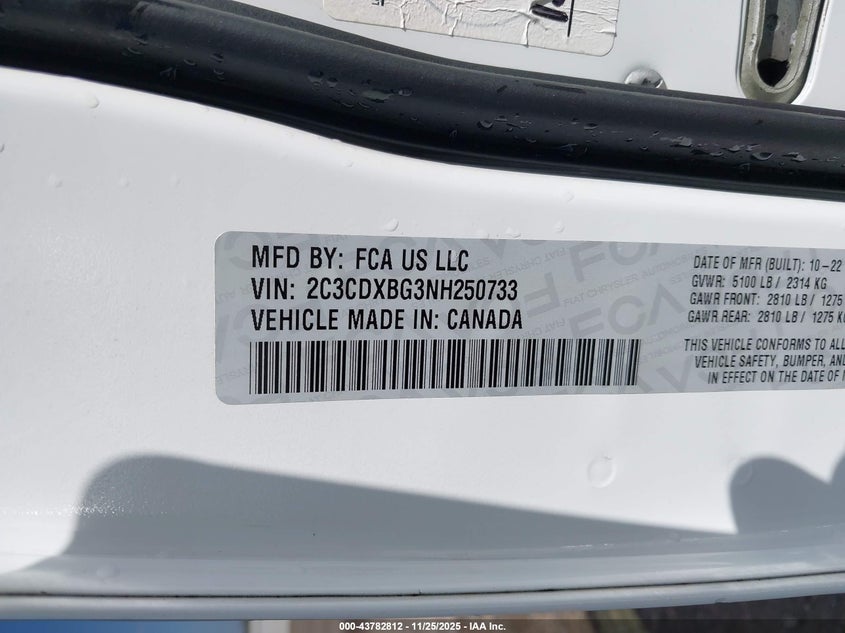 MFD BY: FCA US LLC
VIN: 2C3CDXBG3NH250733
VEHICLE MADE IN: CANADA
DATE OF MFR (BUILT): 10-22
GVWR: 5100 LB / 2314 KG
GAWR FRONT: 2810 LB / 1275
GAWR REAR: 2810 LB / 1275 KG
THIS VEHICLE CONFORMS TO ALL
VEHICLE SAFETY, BUMPER, AND
IN EFFECT ON THE DATE OF
000-43782812 - 11/25/2025 - IAA Inc.